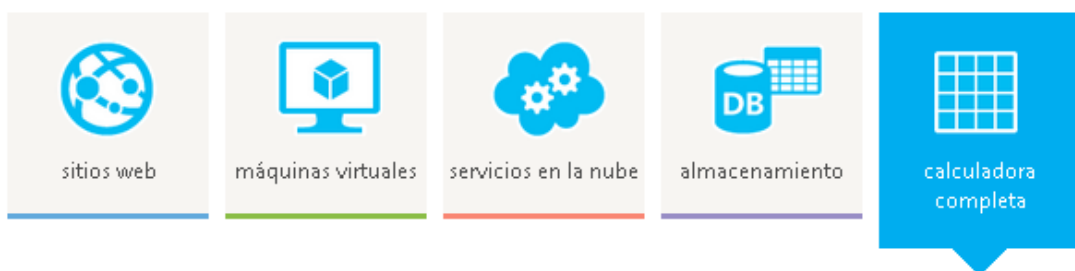 sitios web
máquinas virtuales
servicios en la nube
DB
almacenamiento
calculadora
completa